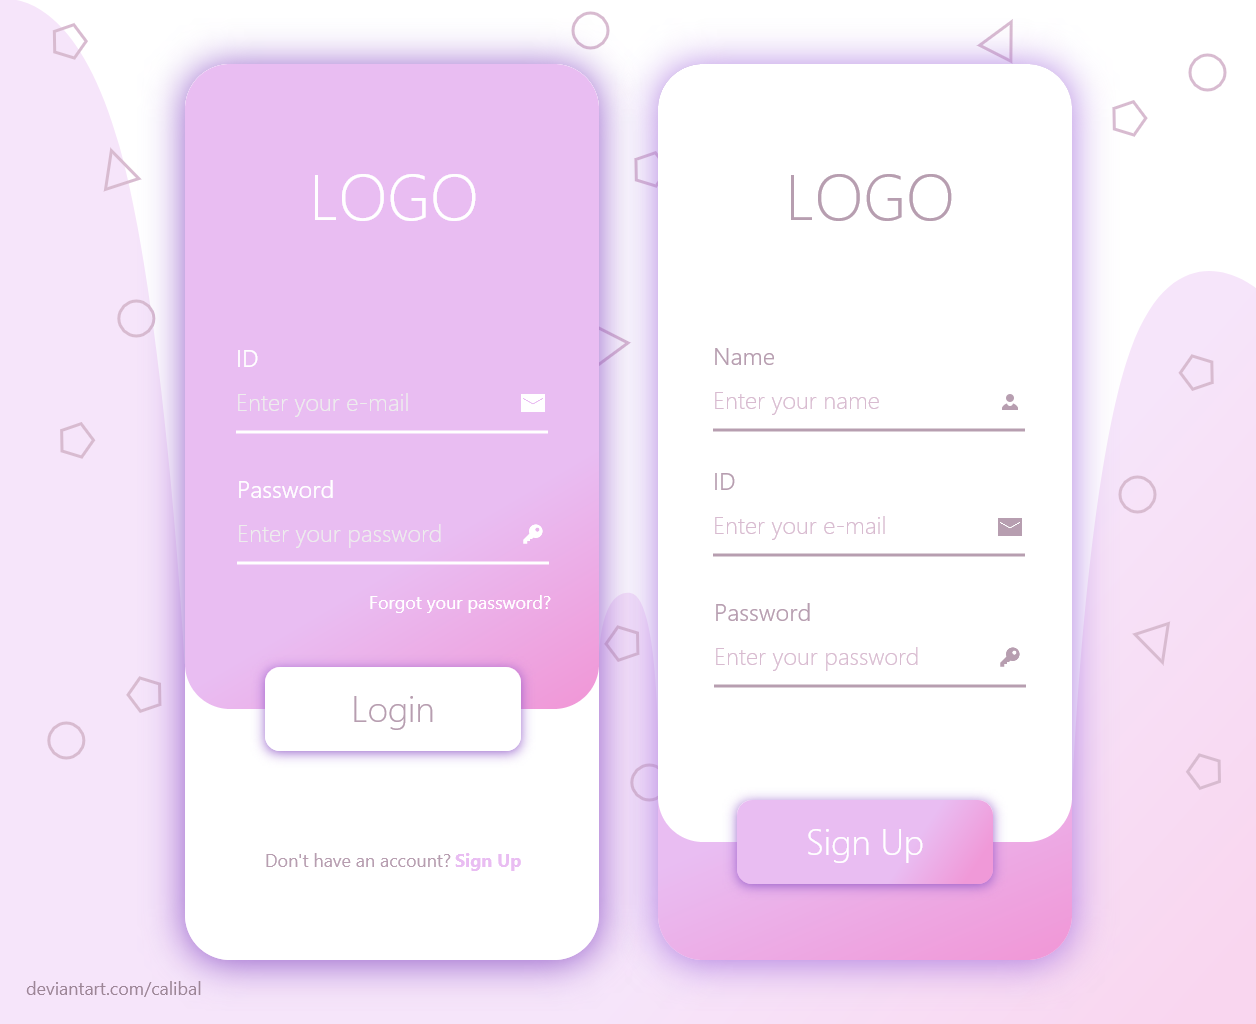 LOGO
ID
Enter your e-mail
Password
Enter your password
Forgot your password?
Login
Don't have an account? Sign Up
LOGO
Name
Enter your name
ID
Enter your e-mail
Password
Enter your password
Sign Up
deviantart.com/calibal